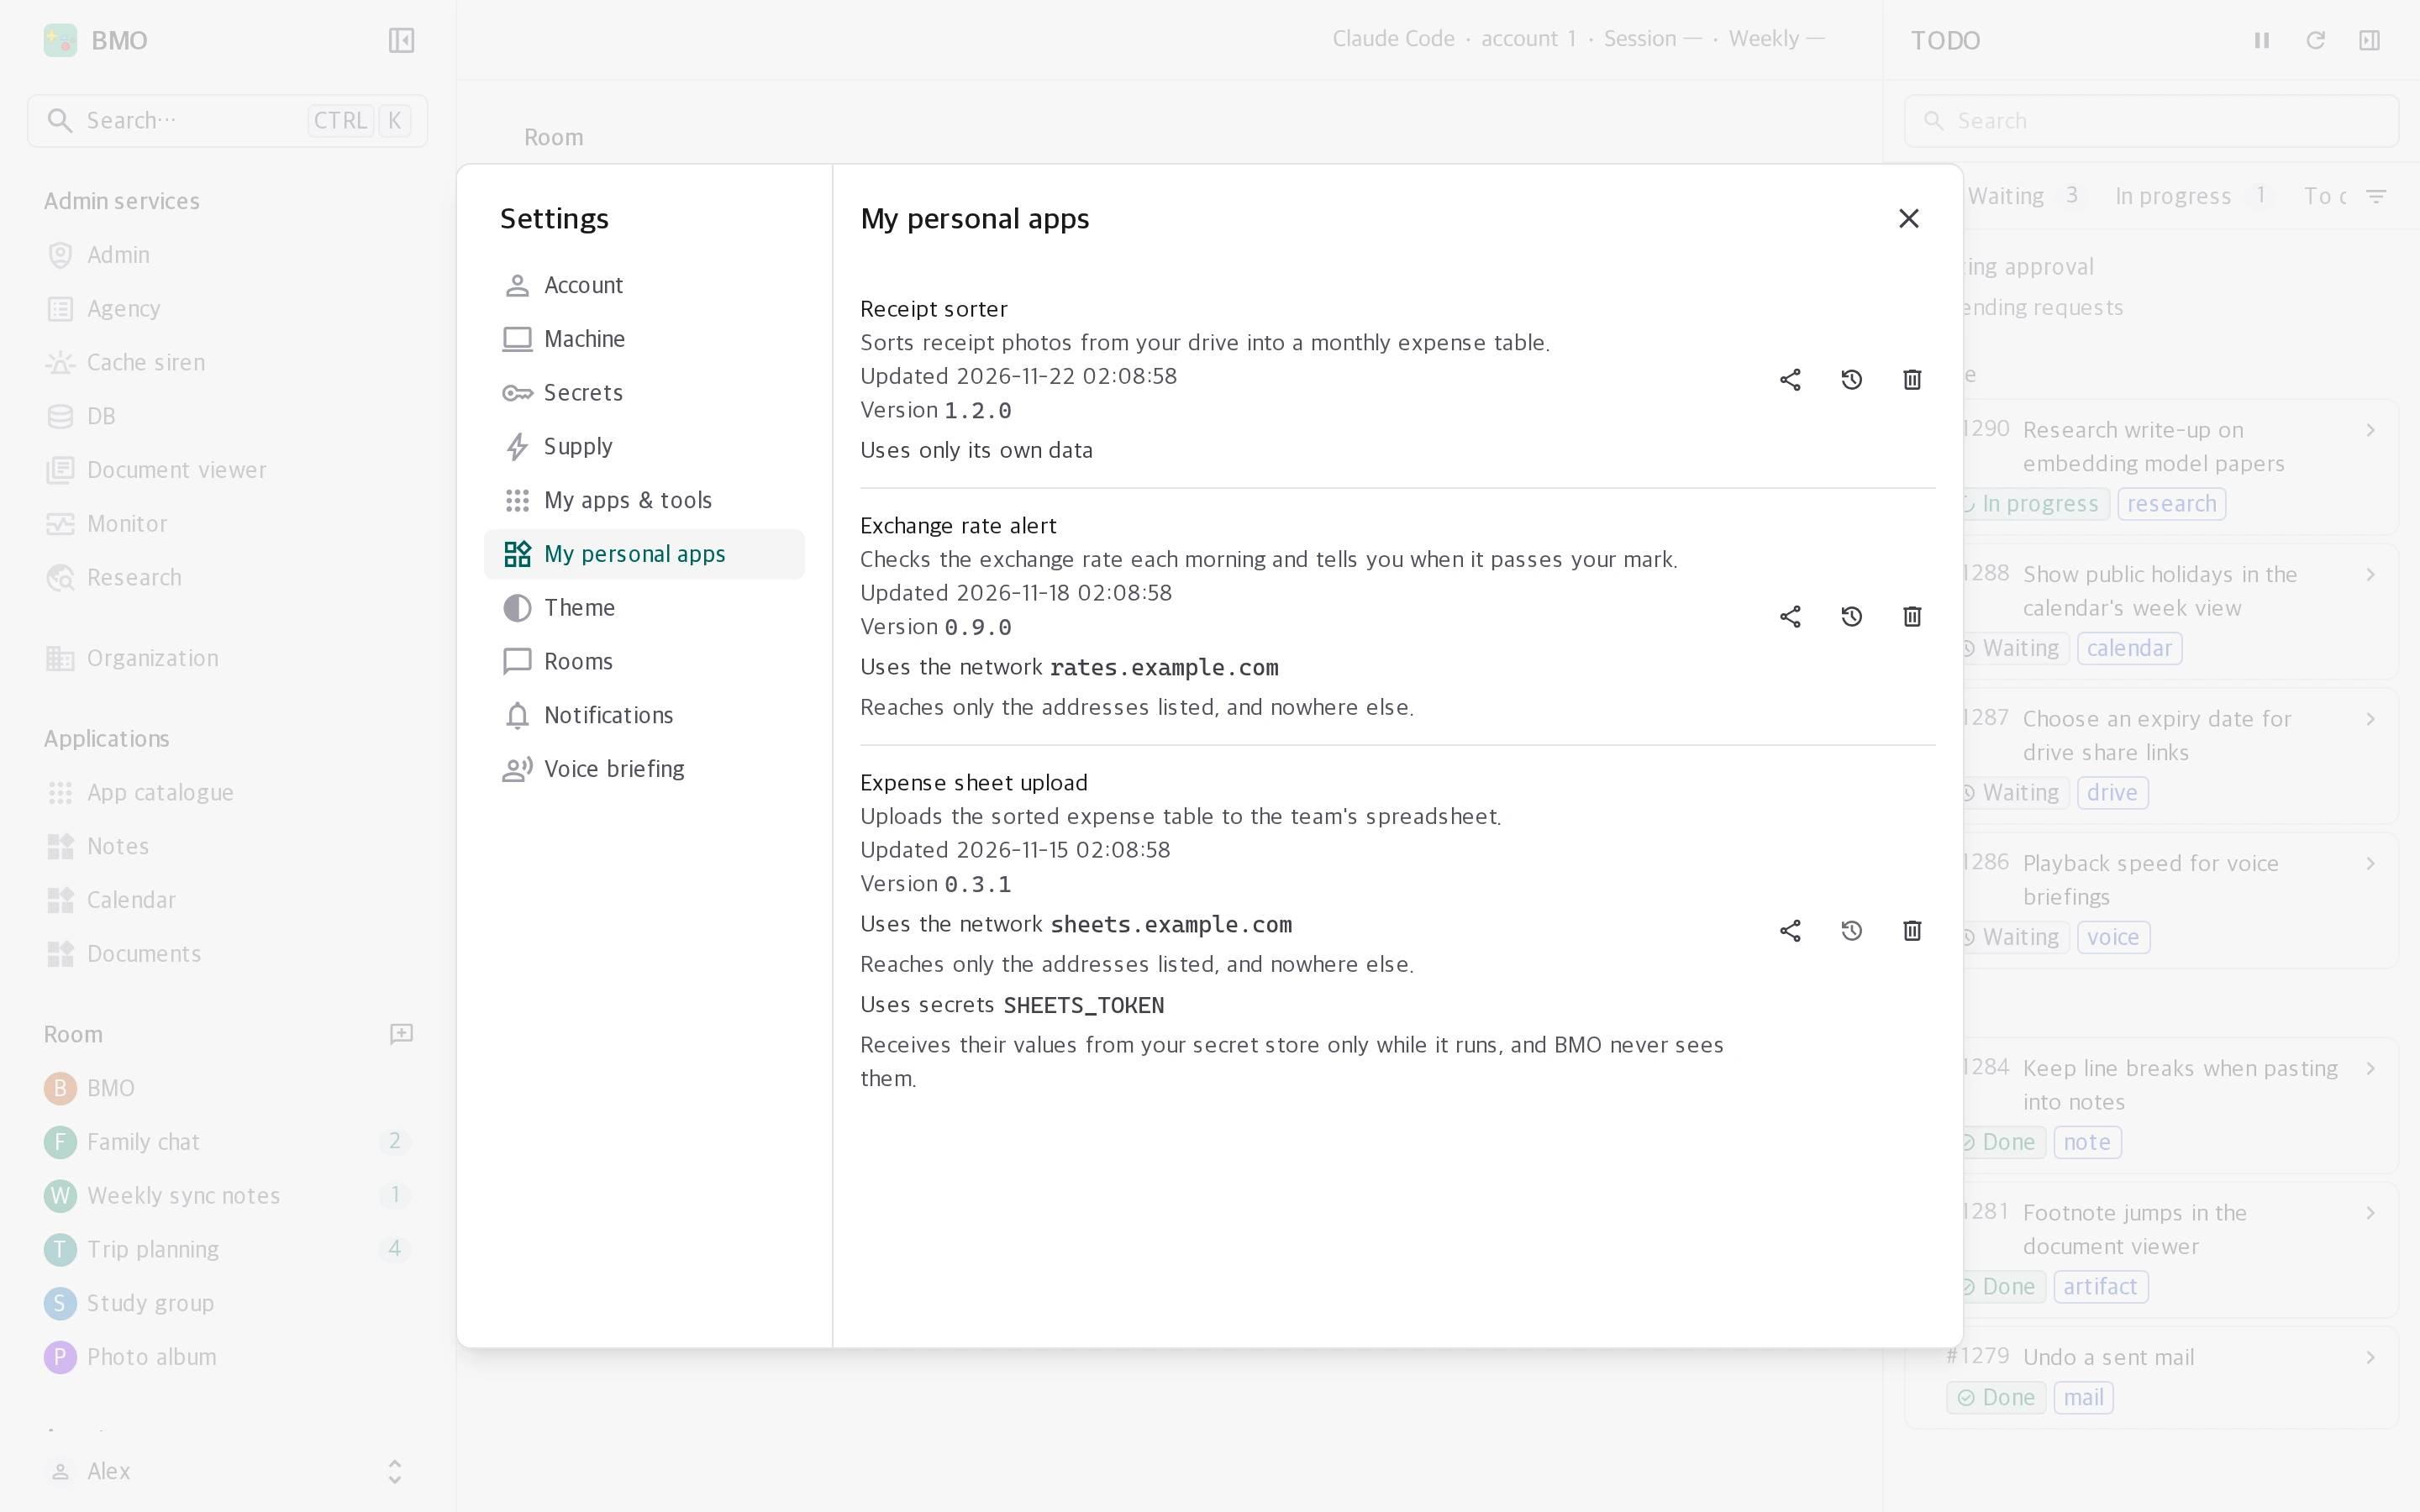 BMO
Search…
CTRL K
Admin services
Admin
Agency
Cache siren
DB
Document viewer
Monitor
Research
Organization
Applications
App catalogue
Notes
Calendar
Documents
Room
B BMO
F Family chat 2
W Weekly sync notes 1
T Trip planning 4
S Study group
P Photo album
Alex
Claude Code · account 1 · Session — · Weekly —
Room
Settings
Account
Machine
Secrets
Supply
My apps & tools
My personal apps
Theme
Rooms
Notifications
Voice briefing
My personal apps
Receipt sorter
Sorts receipt photos from your drive into a monthly expense table.
Updated 2026-11-22 02:08:58
Version 1.2.0
Uses only its own data
Exchange rate alert
Checks the exchange rate each morning and tells you when it passes your mark.
Updated 2026-11-18 02:08:58
Version 0.9.0
Uses the network rates.example.com
Reaches only the addresses listed, and nowhere else.
Expense sheet upload
Uploads the sorted expense table to the team's spreadsheet.
Updated 2026-11-15 02:08:58
Version 0.3.1
Uses the network sheets.example.com
Reaches only the addresses listed, and nowhere else.
Uses secrets SHEETS_TOKEN
Receives their values from your secret store only while it runs, and BMO never sees
them.
TODO
Search
Waiting 3 In progress 1 To
approval
requests
1290 Research write-up on
embedding model papers
In progress research
1288 Show public holidays in the
calendar's week view
Waiting calendar
1287 Choose an expiry date for
drive share links
Waiting drive
1286 Playback speed for voice
briefings
Waiting voice
1284 Keep line breaks when pasting
into notes
Done note
1281 Footnote jumps in the
document viewer
Done artifact
#1279 Undo a sent mail
Done mail